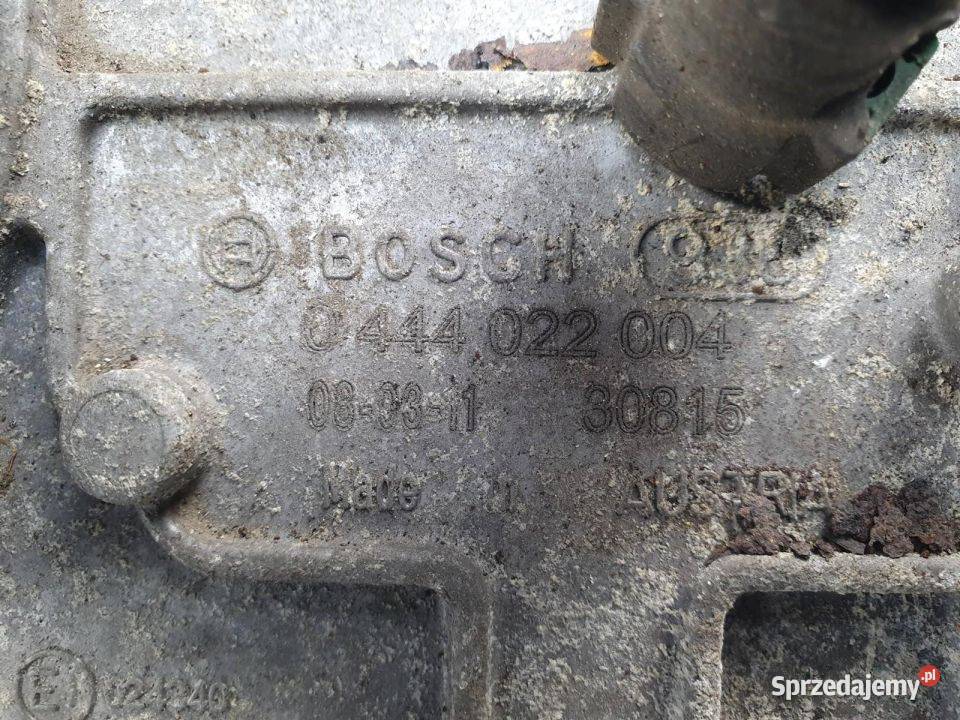 BOSCH
0 444 022 004
08-03-11 30815
Made in AUSTRIA
Sprzedajemy.pl